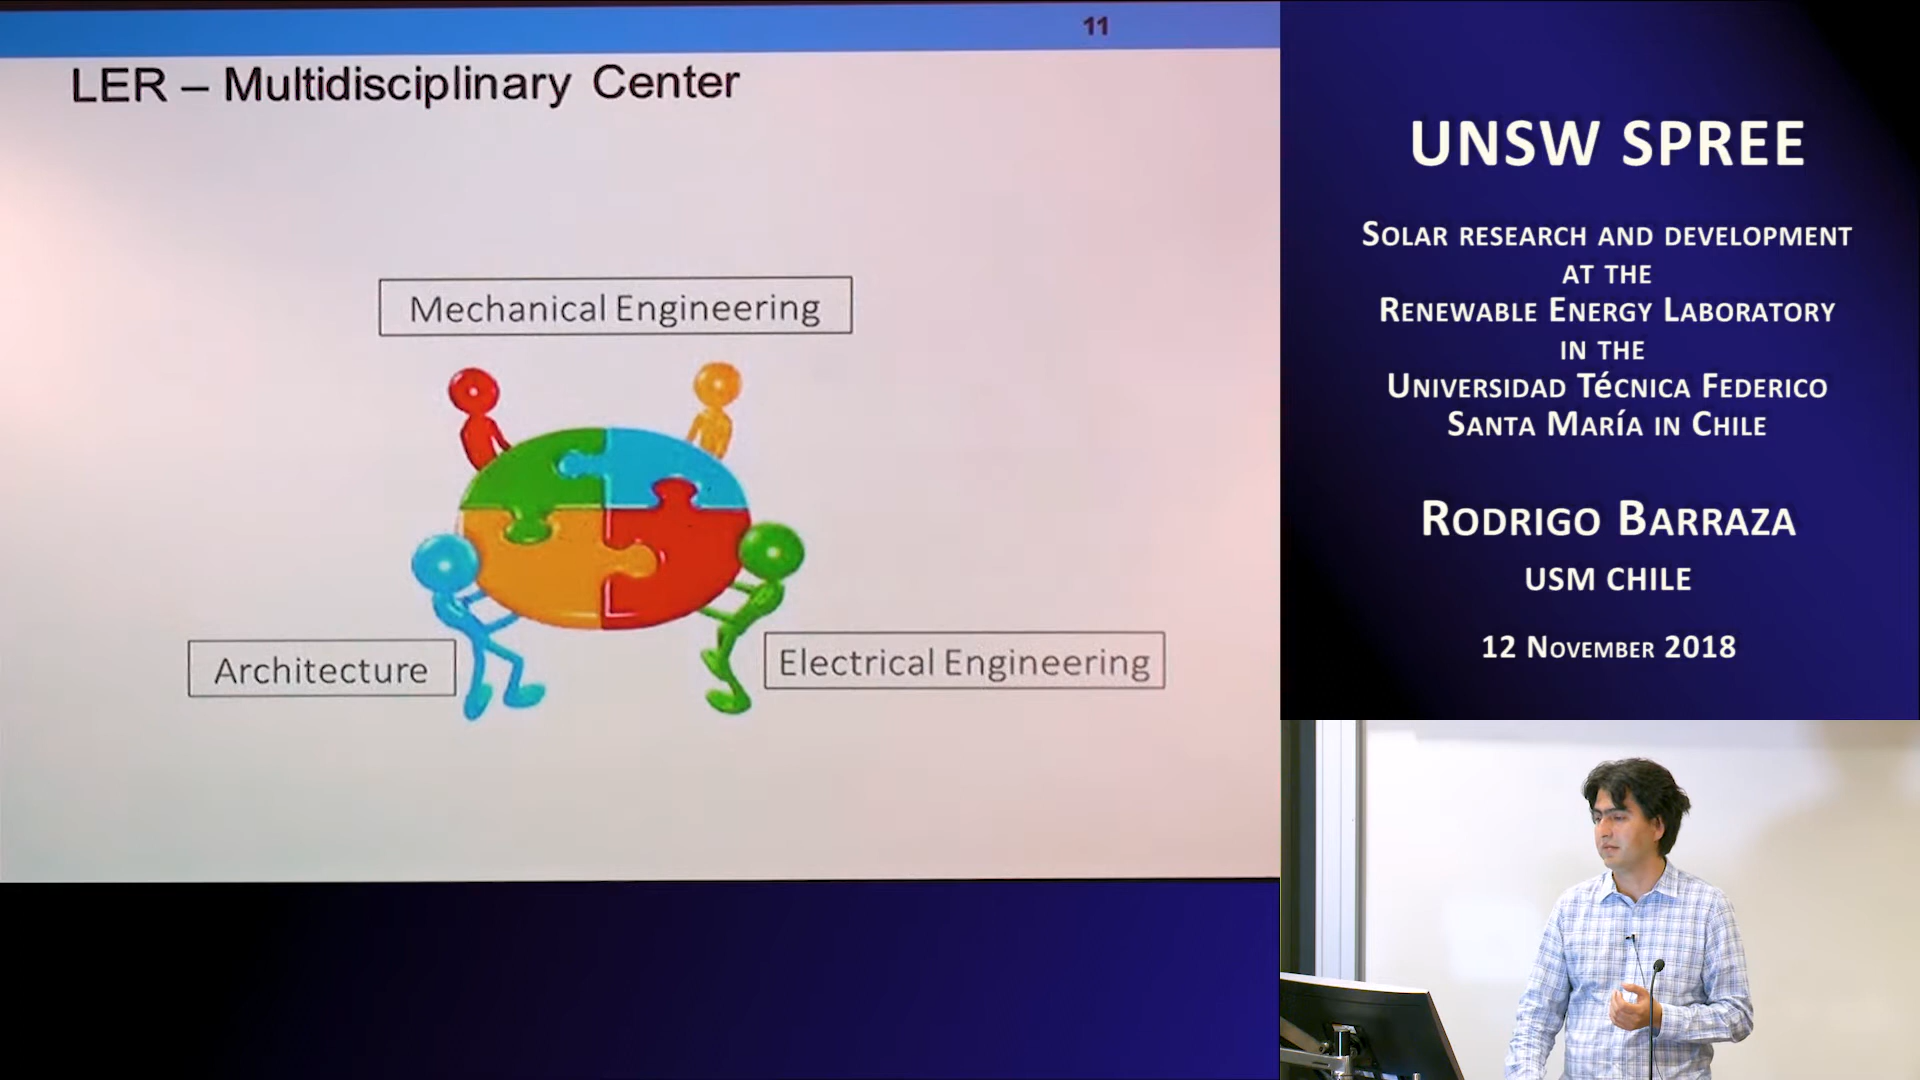 11
LER – Multidisciplinary Center
Mechanical Engineering
Architecture
Electrical Engineering
UNSW SPREE
SOLAR RESEARCH AND DEVELOPMENT
AT THE
RENEWABLE ENERGY LABORATORY
IN THE
UNIVERSIDAD TéCNICA FEDERICO
SANTA MARíA IN CHILE
RODRIGO BARRAZA
USM CHILE
12 NOVEMBER 2018